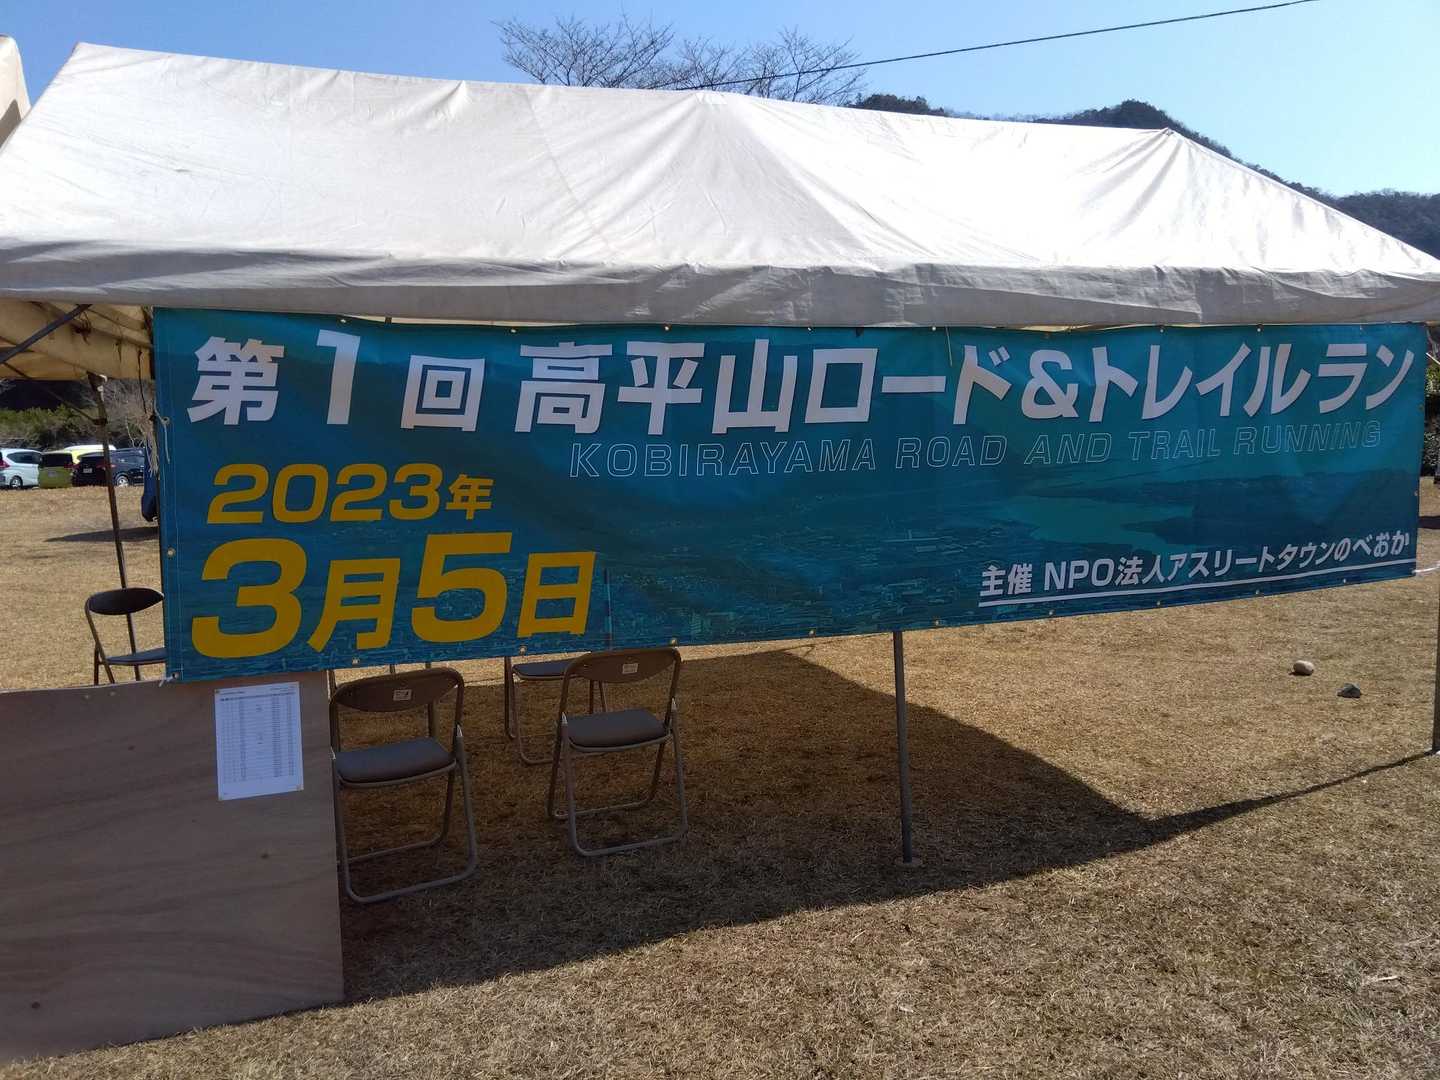 第1回 高平山ロード&トレイルラン
KOBIRAYAMA ROAD AND TRAIL RUNNING
2023年
3月5日
主催 NPO法人アスリートタウンのべおか